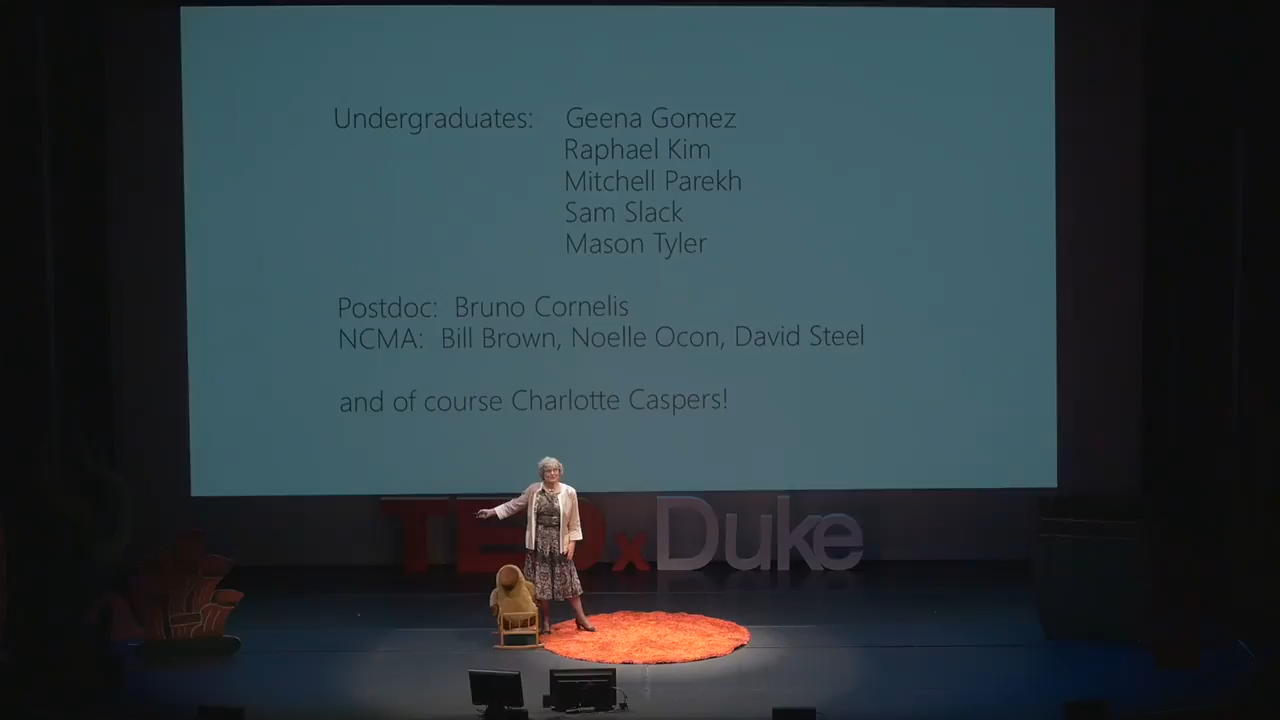 Undergraduates: Geena Gomez
Raphael Kim
Mitchell Parekh
Sam Slack
Mason Tyler
Postdoc: Bruno Cornelis
NCMA: Bill Brown, Noelle Ocon, David Steel
and of course Charlotte Caspers!
TEDxDuke